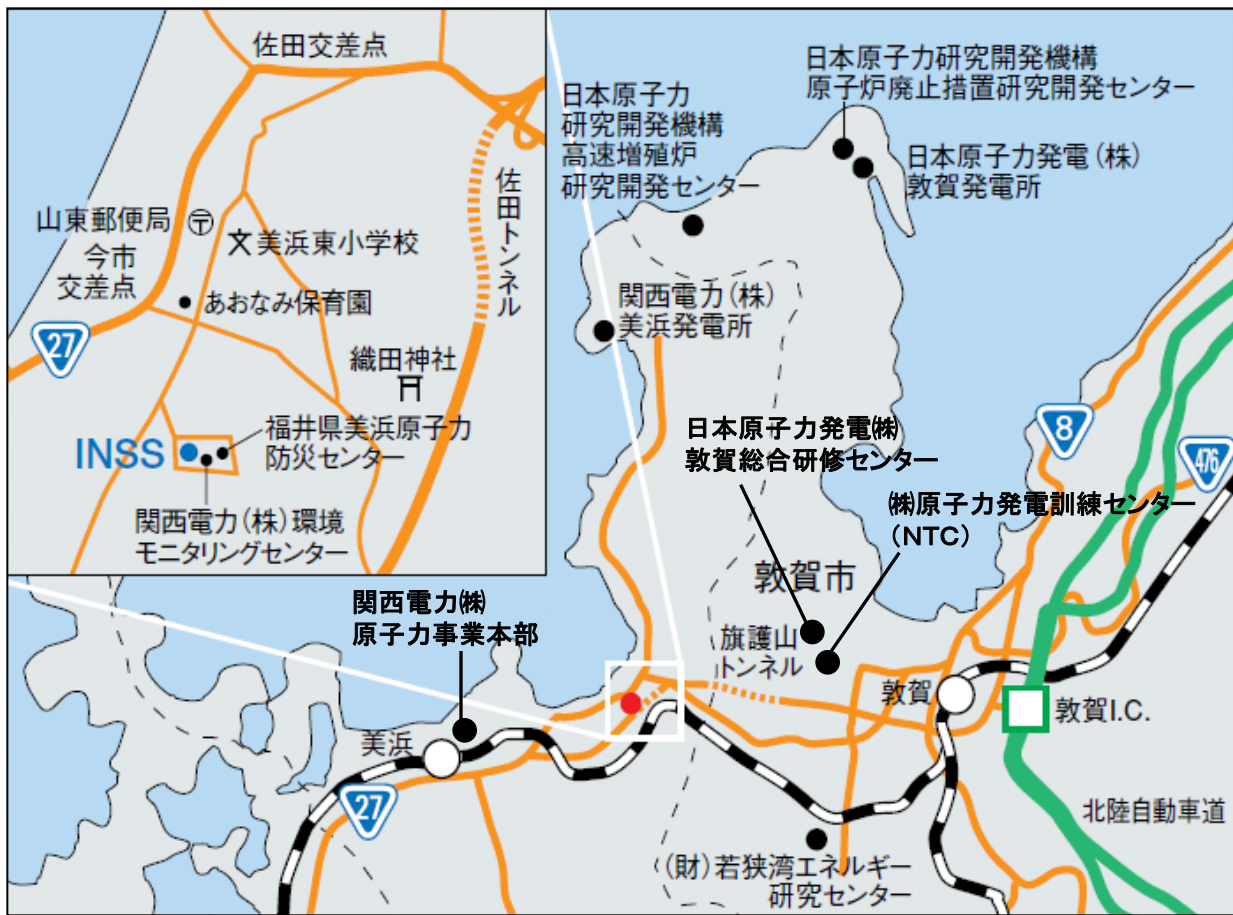 佐田交差点
佐田トンネル
山東郵便局
〒
文美浜東小学校
今市
交差点
あおなみ保育園
27
織田神社
INSS
福井県美浜原子力
防災センター
関西電力(株)環境
モニタリングセンター
日本原子力
研究開発機構
高速増殖炉
研究開発センター
日本原子力研究開発機構
原子炉廃止措置研究開発センター
日本原子力発電(株)
敦賀発電所
関西電力(株)
美浜発電所
8
476
日本原子力発電㈱
敦賀総合研修センター
㈱原子力発電訓練センター
(NTC)
敦賀市
関西電力㈱
原子力事業本部
旗護山
トンネル
敦賀
敦賀I.C.
美浜
27
北陸自動車道
(財)若狭湾エネルギー
研究センター